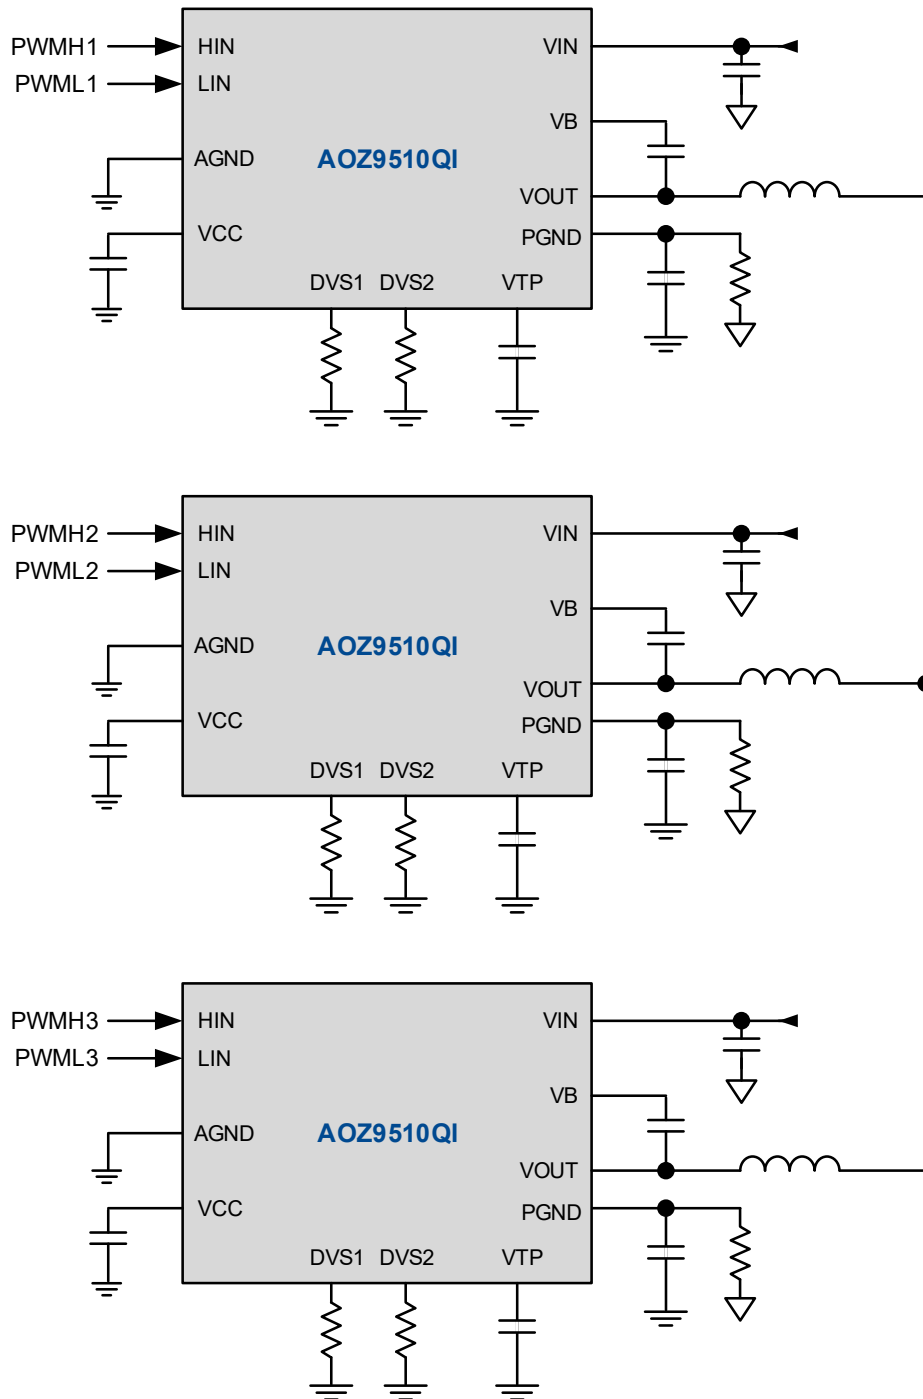 PWMH1 HIN VIN
PWML1 LIN
VB
AGND AOZ9510QI
VOUT
VCC PGND
DVS1 DVS2 VTP
PWMH2 HIN VIN
PWML2 LIN
VB
AGND AOZ9510QI
VOUT
VCC PGND
DVS1 DVS2 VTP
PWMH3 HIN VIN
PWML3 LIN
VB
AGND AOZ9510QI
VOUT
VCC PGND
DVS1 DVS2 VTP